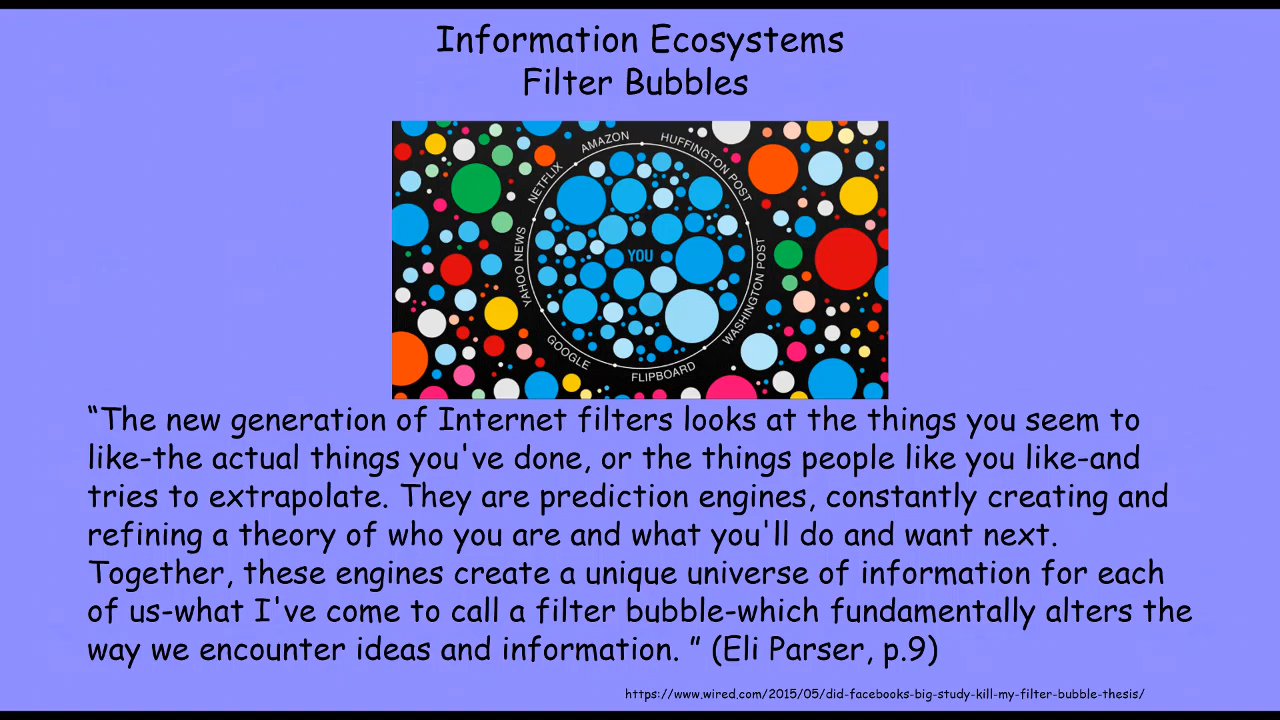 Information Ecosystems
Filter Bubbles
AMAZON
HUFFINGTON POST
NETFLIX
YAHOO NEWS
YOU
WASHINGTON POST
GOOGLE
FLIPBOARD
“The new generation of Internet filters looks at the things you seem to
like-the actual things you've done, or the things people like you like-and
tries to extrapolate. They are prediction engines, constantly creating and
refining a theory of who you are and what you'll do and want next.
Together, these engines create a unique universe of information for each
of us-what I've come to call a filter bubble-which fundamentally alters the
way we encounter ideas and information. ” (Eli Parser, p.9)
https://www.wired.com/2015/05/did-facebooks-big-study-kill-my-filter-bubble-thesis/